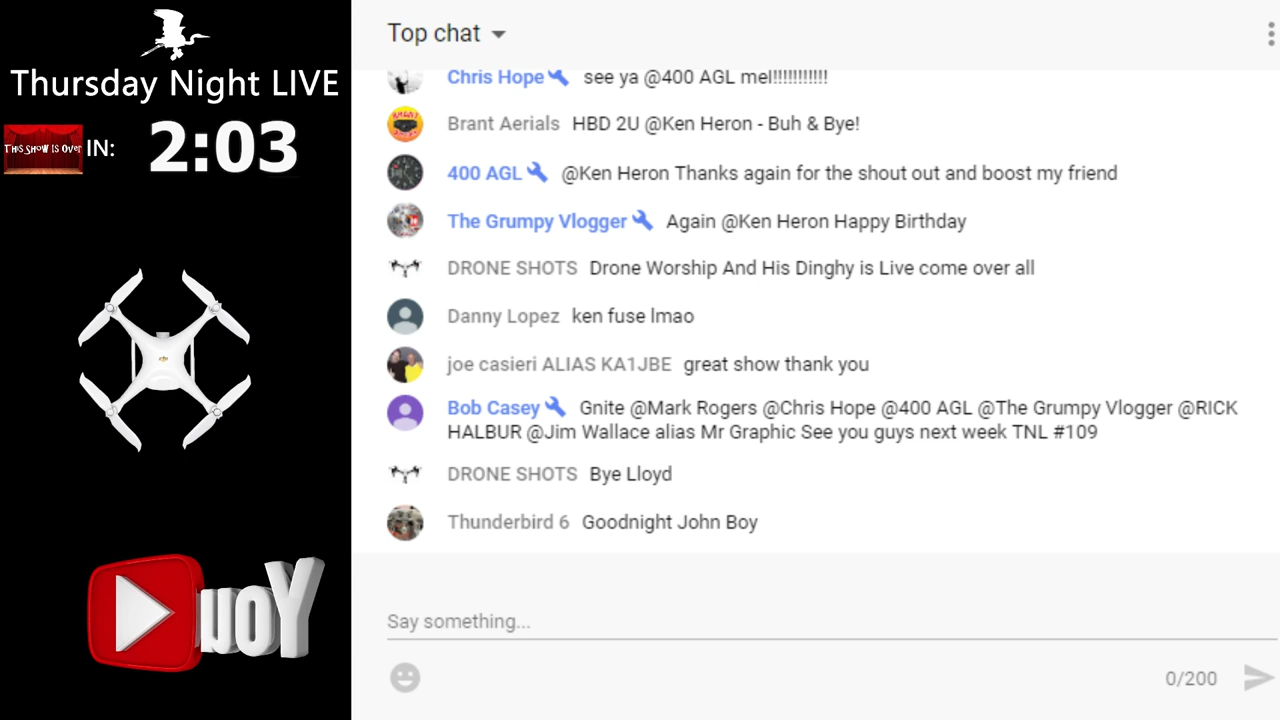 Thursday Night LIVE
THIS SHOW IS OVER IN: 2:03
YOU
Top chat
Chris Hope see ya @400 AGL mel!!!!!!!!!!!
Brant Aerials HBD 2U @Ken Heron - Buh & Bye!
400 AGL @Ken Heron Thanks again for the shout out and boost my friend
The Grumpy Vlogger Again @Ken Heron Happy Birthday
DRONE SHOTS Drone Worship And His Dinghy is Live come over all
Danny Lopez ken fuse lmao
joe casieri ALIAS KA1JBE great show thank you
Bob Casey Gnite @Mark Rogers @Chris Hope @400 AGL @The Grumpy Vlogger @RICK
HALBUR @Jim Wallace alias Mr Graphic See you guys next week TNL #109
DRONE SHOTS Bye Lloyd
Thunderbird 6 Goodnight John Boy
Say something...
0/200